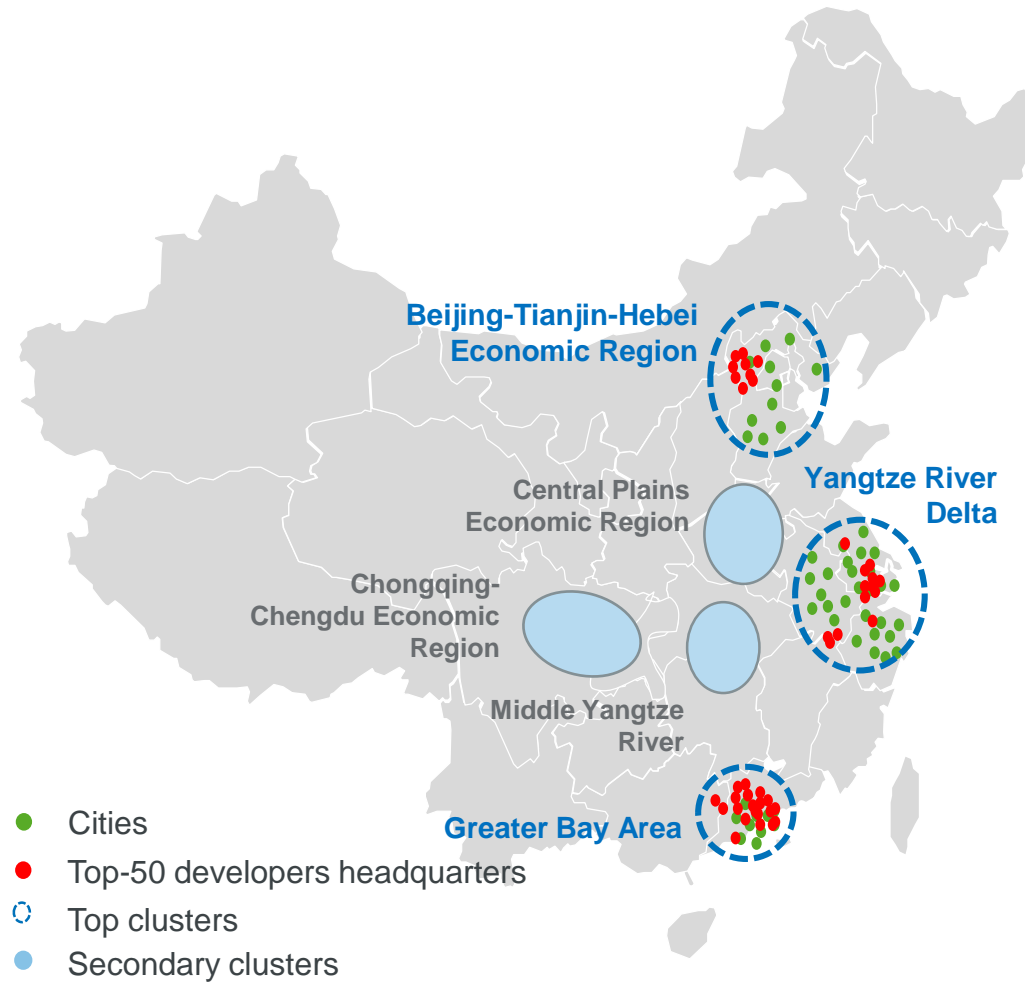 Beijing-Tianjin-Hebei
Economic Region
Yangtze River
Delta
Central Plains
Economic Region
Chongqing-
Chengdu Economic
Region
Middle Yangtze
River
Greater Bay Area
Cities
Top-50 developers headquarters
Top clusters
Secondary clusters